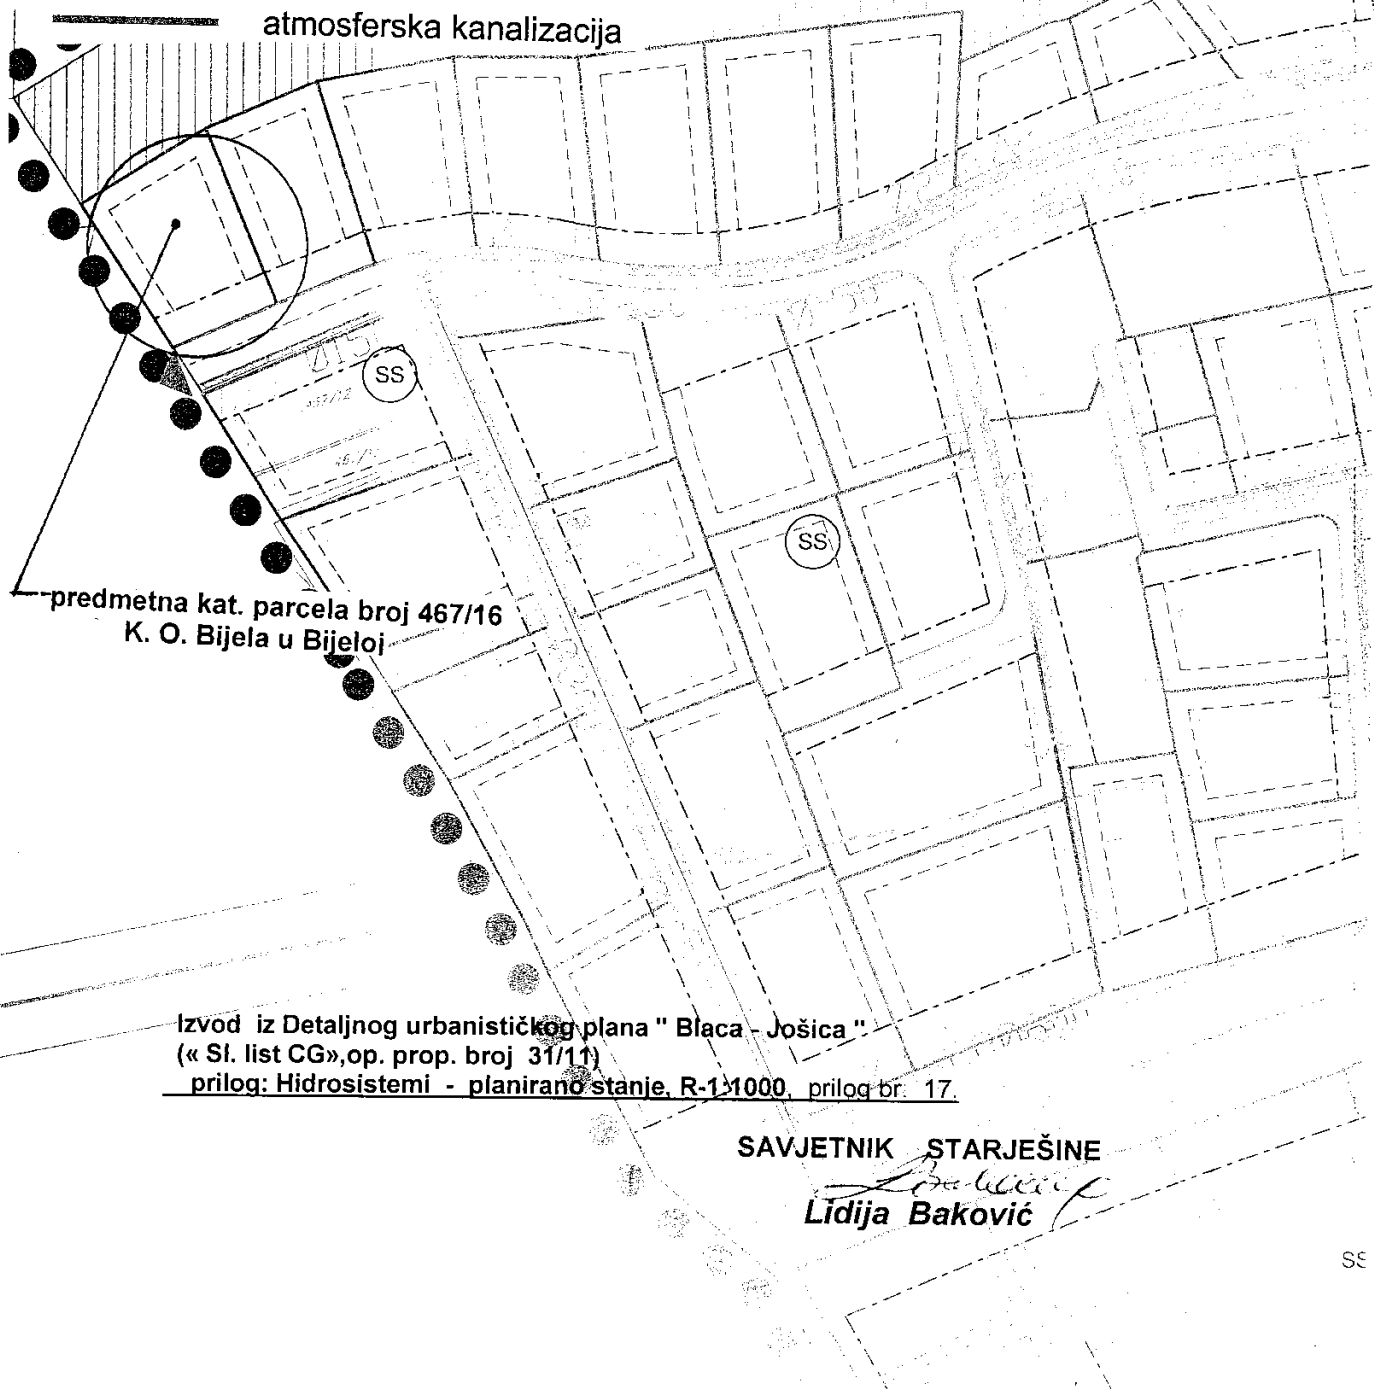 atmosferska kanalizacija
SS
SS
predmetna kat. parcela broj 467/16
K. O. Bijela u Bijeloj
Izvod iz Detaljnog urbanističkog plana " Blaca - Jošica "
(« Sl. list CG»,op. prop. broj 31/11)
prilog: Hidrosistemi - planirano stanje, R-1:1000, prilog br. 17.
SAVJETNIK STARJEŠINE
Lidija Baković
SS